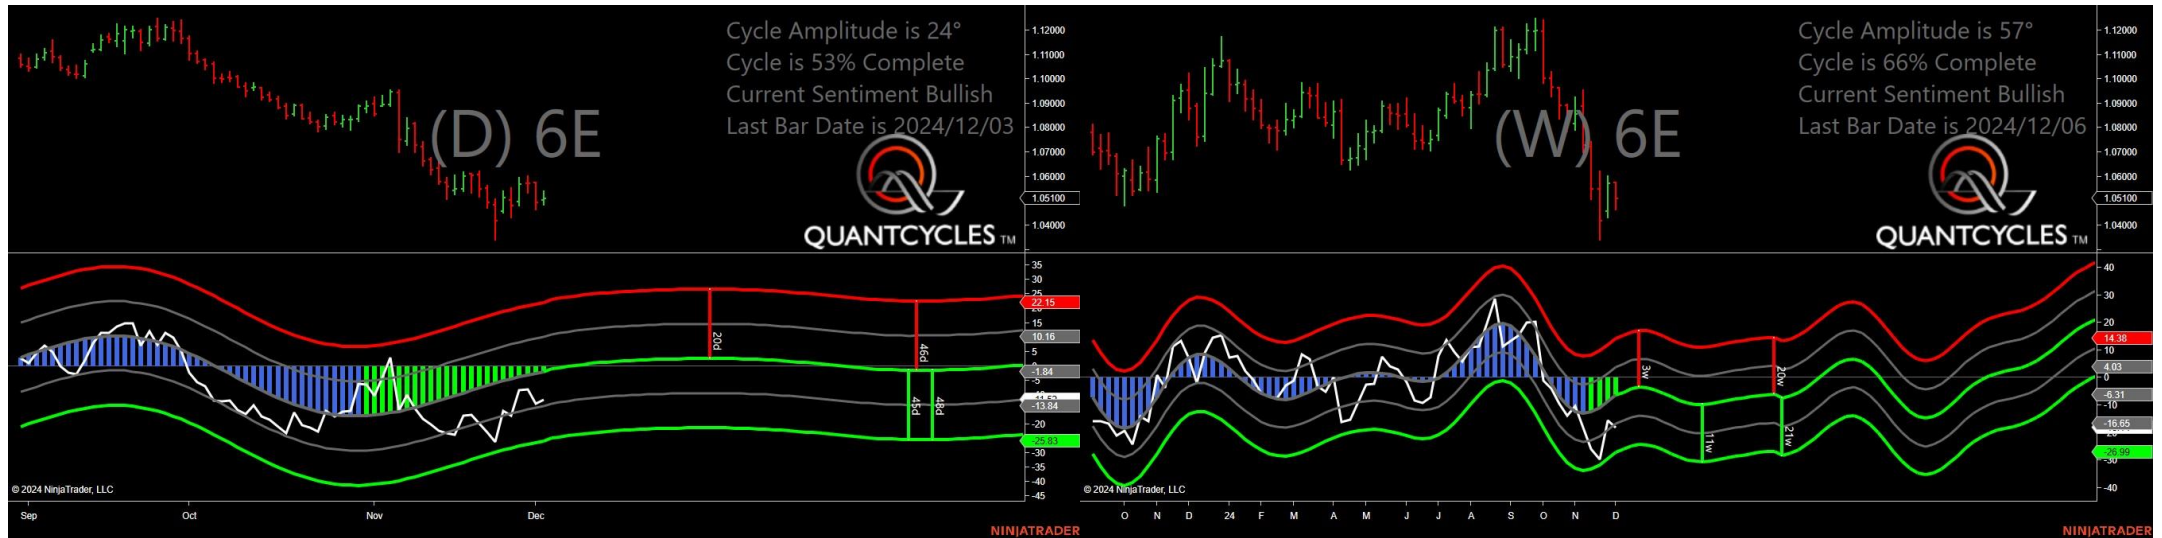 Cycle Amplitude is 24°
Cycle is 53% Complete
Current Sentiment Bullish
Last Bar Date is 2024/12/03
(D) 6E
QUANTCYCLES TM
1.12000
1.11000
1.10000
1.09000
1.08000
1.07000
1.06000
1.05100
1.04000
35
30
25
22.15
15
10.16
5
-1.84
-5
-13.84
-20
-25.83
-30
-35
-40
-45
20d
46d
45d
48d
© 2024 NinjaTrader, LLC
Sep Oct Nov Dec
NINJATRADER
Cycle Amplitude is 57°
Cycle is 66% Complete
Current Sentiment Bullish
Last Bar Date is 2024/12/06
(W) 6E
QUANTCYCLES TM
1.12000
1.11000
1.10000
1.09000
1.08000
1.07000
1.06000
1.05100
1.04000
40
30
20
14.38
10
4.03
0
-6.31
-10
-16.65
-26.99
-30
-40
3w
20w
11w
21w
© 2024 NinjaTrader, LLC
O N D 24 F M A M J J A S O N D
NINJATRADER